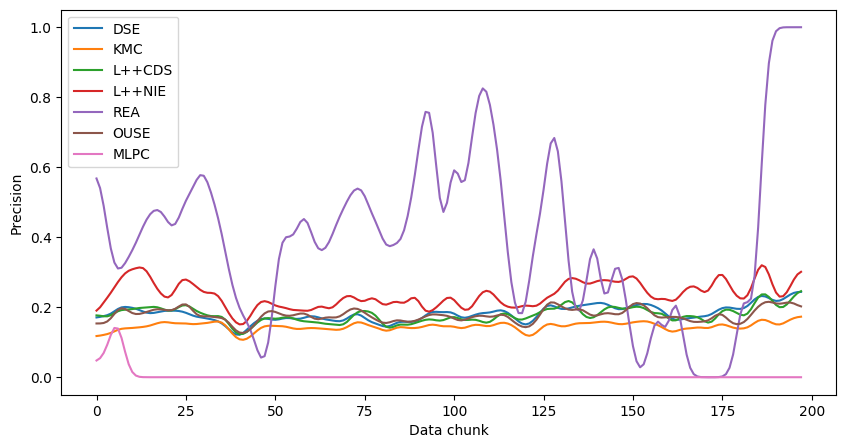 DSE
KMC
L++CDS
L++NIE
REA
OUSE
MLPC
Precision
1.0
0.8
0.6
0.4
0.2
0.0
0
25
50
75
100
125
150
175
200
Data chunk